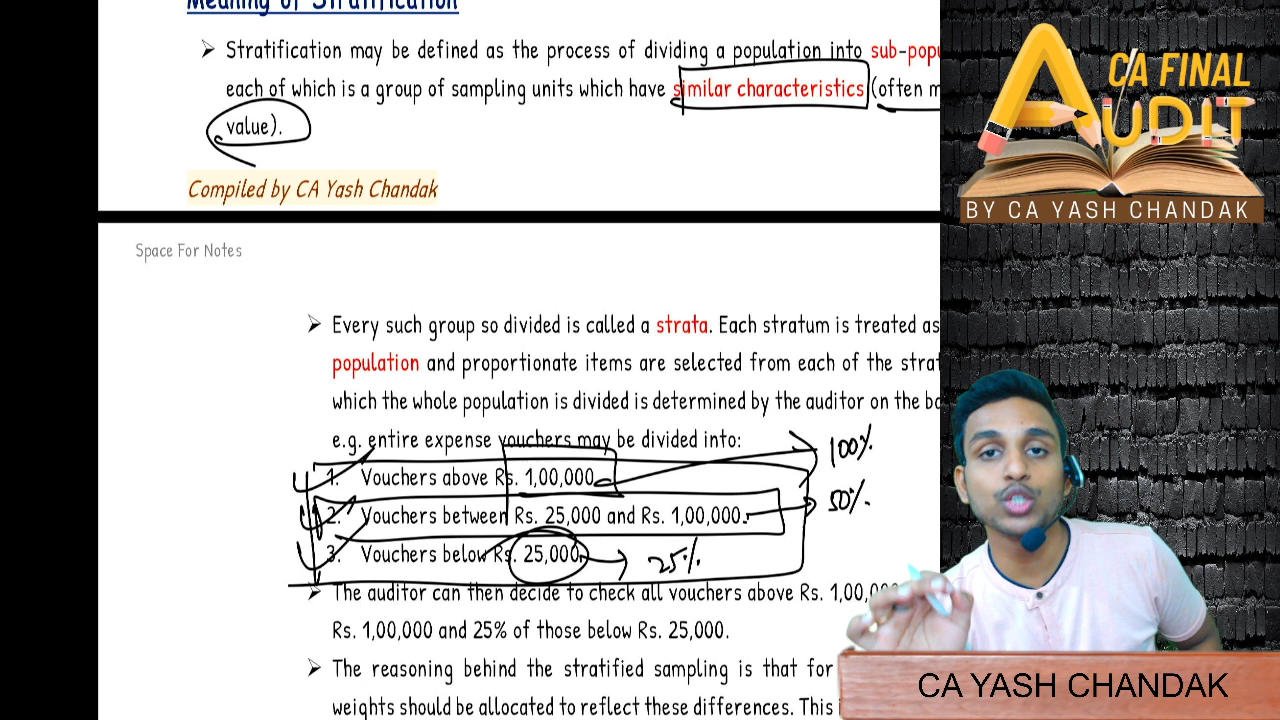 Meaning of Stratification
➤ Stratification may be defined as the process of dividing a population into sub-popu
each of which is a group of sampling units which have similar characteristics (often m
value).
Compiled by CA Yash Chandak
Space For Notes
➤ Every such group so divided is called a strata. Each stratum is treated as
population and proportionate items are selected from each of the strat
which the whole population is divided is determined by the auditor on the ba
e.g. entire expense vouchers may be divided into:
1. Vouchers above Rs. 1,00,000. 100%
2. Vouchers between Rs. 25,000 and Rs. 1,00,000. 50%
3. Vouchers below Rs. 25,000. 25%
➤ The auditor can then decide to check all vouchers above Rs. 1,00,000
Rs. 1,00,000 and 25% of those below Rs. 25,000.
➤ The reasoning behind the stratified sampling is that for
weights should be allocated to reflect these differences. This
CA FINAL
AUDIT
BY CA YASH CHANDAK
CA YASH CHANDAK